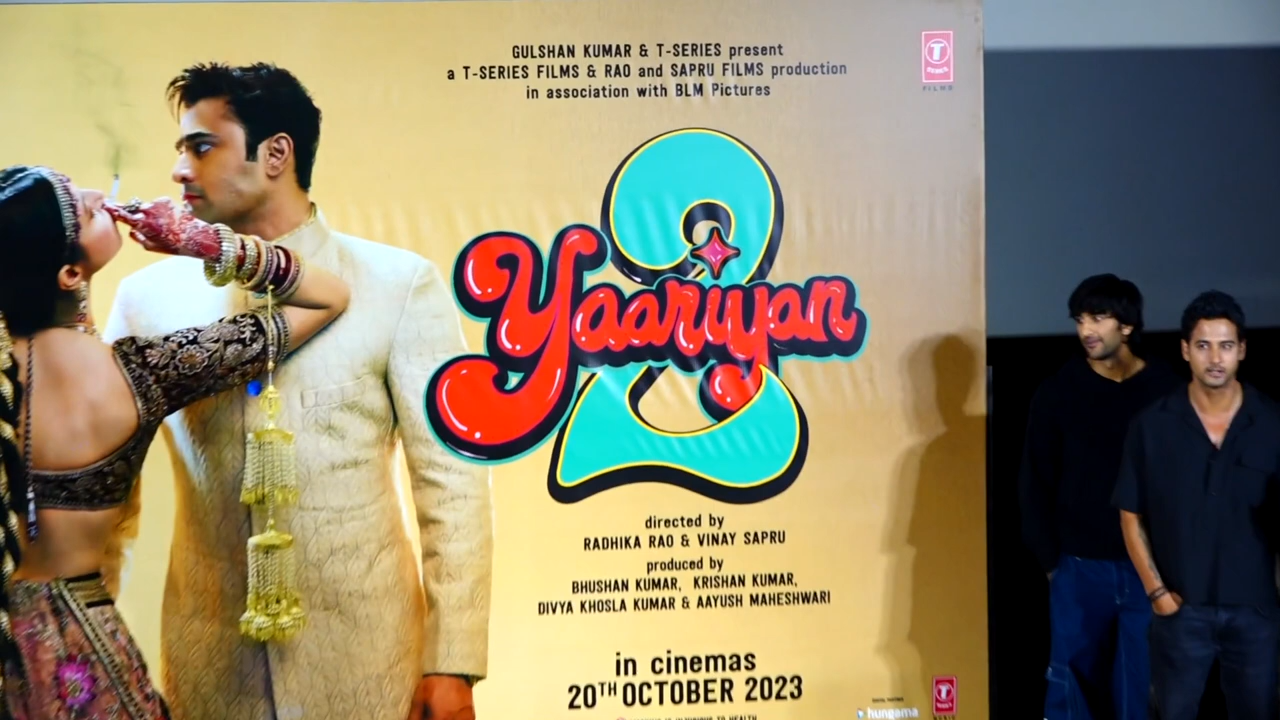 GULSHAN KUMAR & T-SERIES present
a T-SERIES FILMS & RAO and SAPRU FILMS production
in association with BLM Pictures
T
SERIES
FILMS
Yaariyan
2
directed by
RADHIKA RAO & VINAY SAPRU
produced by
BHUSHAN KUMAR, KRISHAN KUMAR,
DIVYA KHOSLA KUMAR & AAYUSH MAHESHWARI
in cinemas
20TH OCTOBER 2023
T
SERIES
hungama